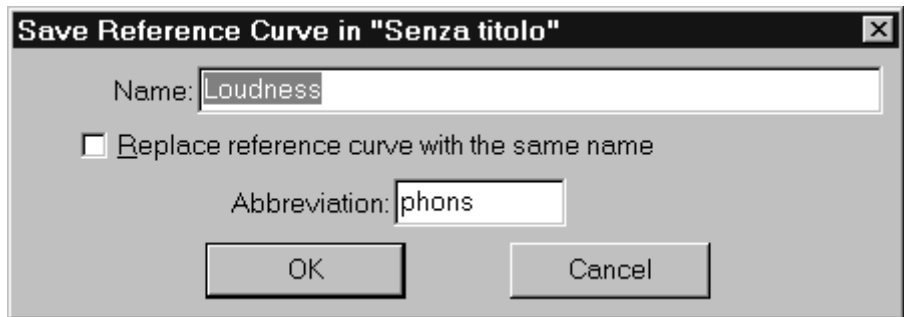 Save Reference Curve in "Senza titolo"
Name: Loudness
Replace reference curve with the same name
Abbreviation: phons
OK Cancel